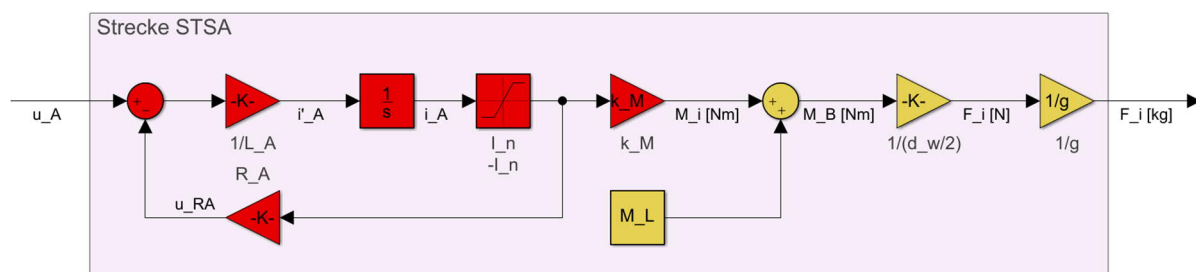 Strecke STSA
u_A
+
-
-K-
1/L_A
i'_A
1
s
i_A
I_n
-I_n
k_M
k_M
M_i [Nm]
+
+
M_B [Nm]
-K-
1/(d_w/2)
F_i [N]
1/g
1/g
F_i [kg]
R_A
-K-
u_RA
M_L